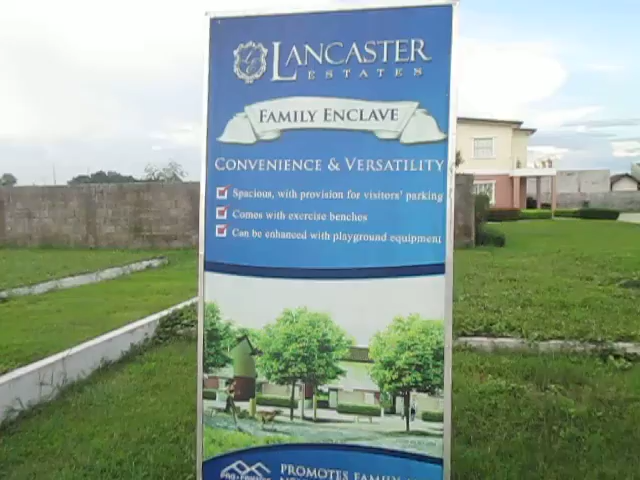 LANCASTER
ESTATES
FAMILY ENCLAVE
CONVENIENCE & VERSATILITY
Spacious, with provision for visitors' parking
Comes with exercise benches
Can be enhanced with playground equipment
PROMOTES FAMILY